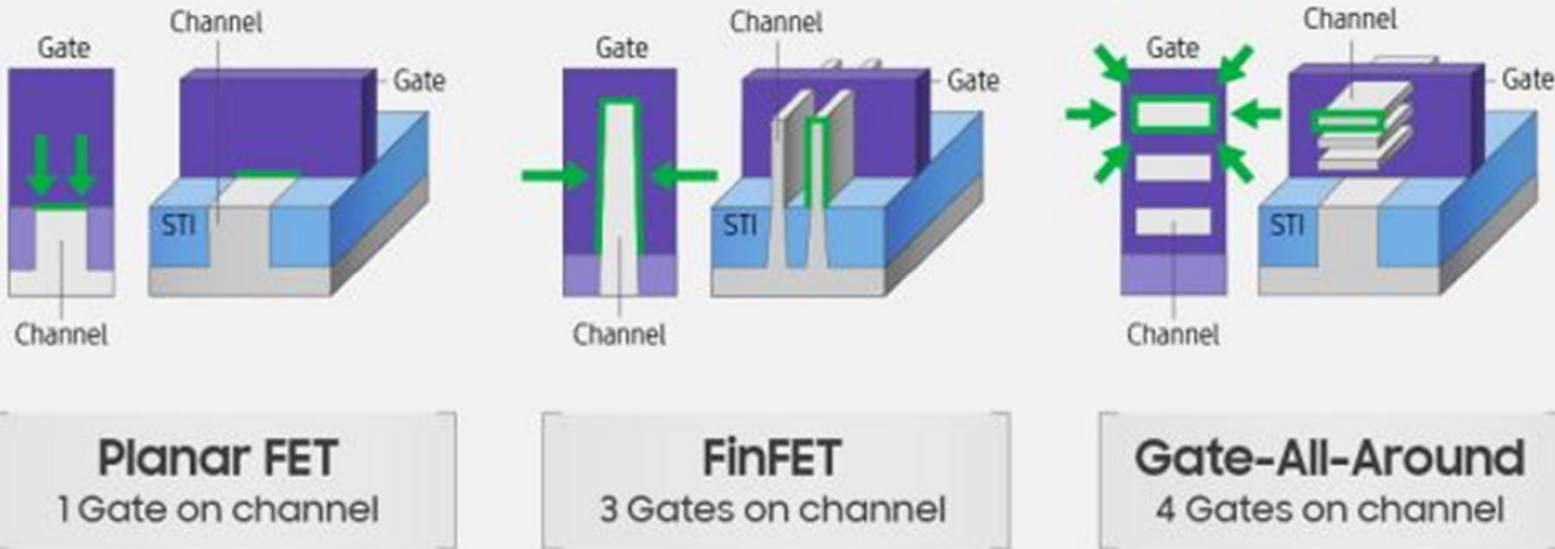 Gate
Channel
Gate
STI
Channel
Planar FET
1 Gate on channel
Gate
Channel
Gate
STI
Channel
FinFET
3 Gates on channel
Gate
Channel
Gate
STI
Channel
Gate-All-Around
4 Gates on channel